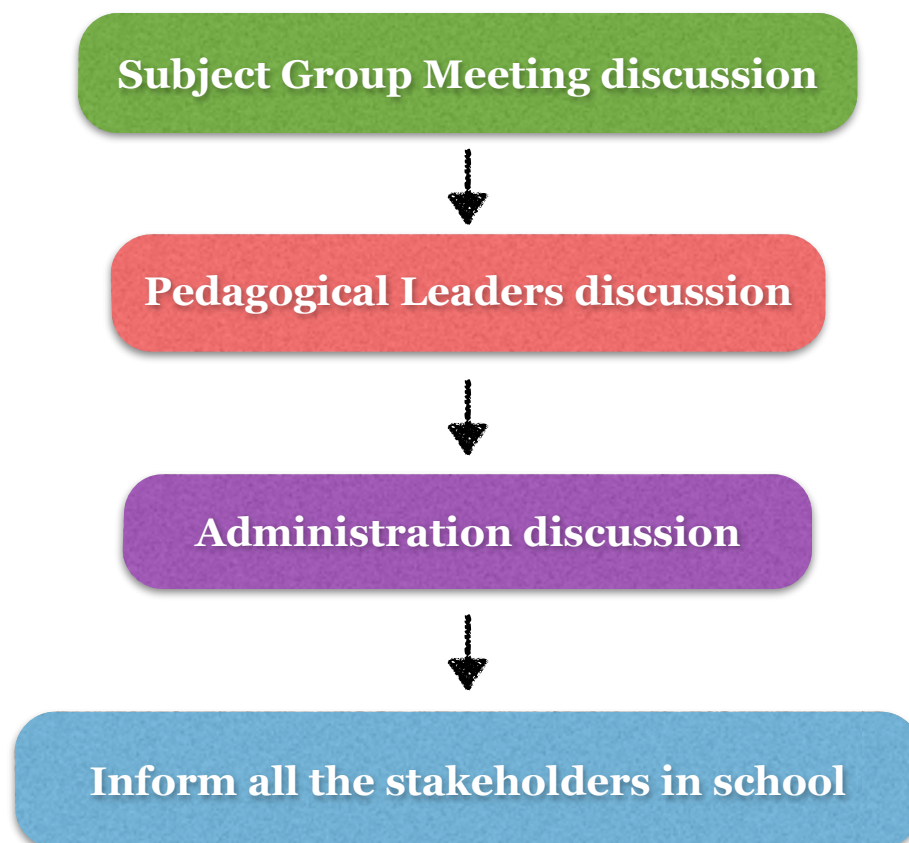 Subject Group Meeting discussion
Pedagogical Leaders discussion
Administration discussion
Inform all the stakeholders in school